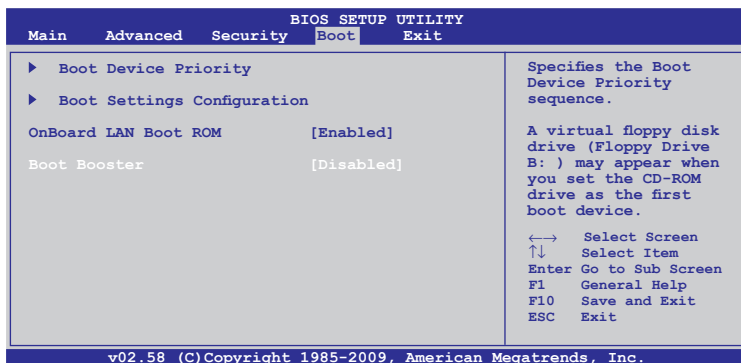 BIOS SETUP UTILITY
Main Advanced Security Boot Exit
Boot Device Priority
Boot Settings Configuration
OnBoard LAN Boot ROM [Enabled]
Boot Booster [Disabled]
Specifies the Boot
Device Priority
sequence.
A virtual floppy disk
drive (Floppy Drive
B: ) may appear when
you set the CD-ROM
drive as the first
boot device.
←→ Select Screen
↑↓ Select Item
Enter Go to Sub Screen
F1 General Help
F10 Save and Exit
ESC Exit
v02.58 (C)Copyright 1985-2009, American Megatrends, Inc.